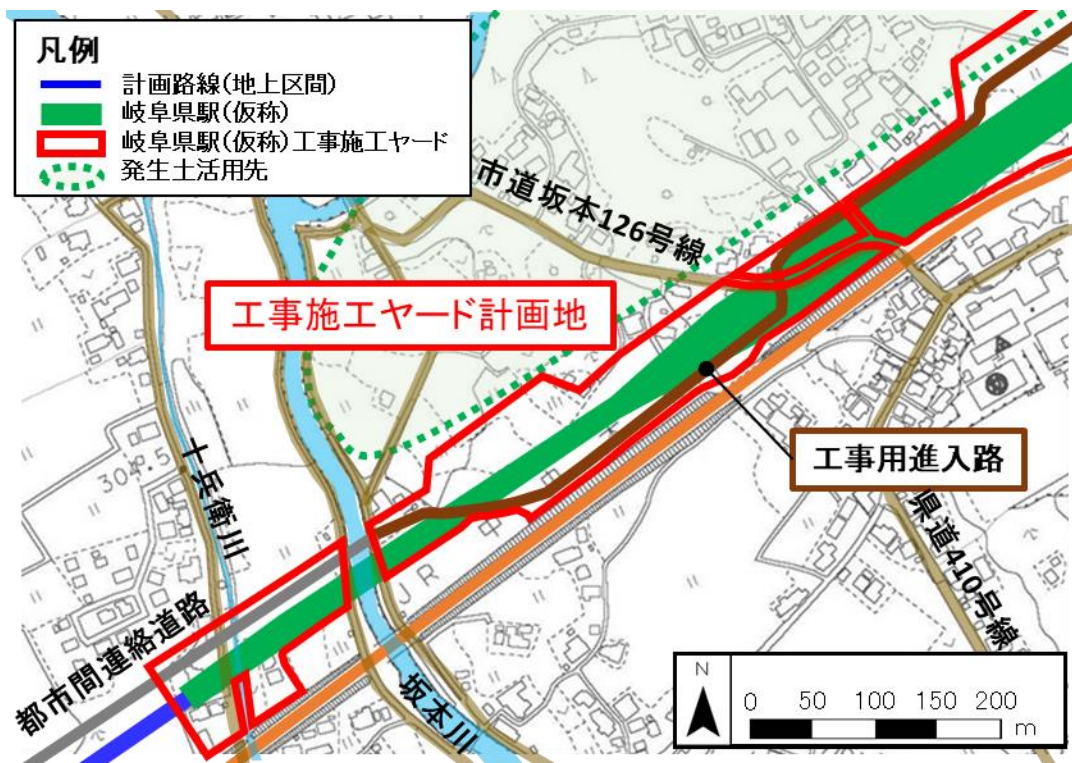 凡例
計画路線(地上区間)
岐阜県駅(仮称)
岐阜県駅(仮称)工事施工ヤード
発生土活用先
市道坂本126号線
工事施工ヤード計画地
工事用進入路
304.5
十兵衛川
県道410号線
J R
都市間連絡道路
坂本川
N
0 50 100 150 200
m